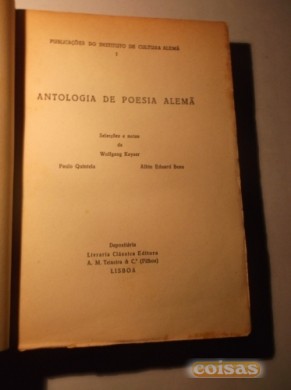 PUBLICAÇÕES DO INSTITUTO DE CULTURA ALEMÃ
ANTOLOGIA DE POESIA ALEMÃ
Selecções e notas
de
Wolfgang Kayser
Paulo Quintela Albin Eduard Beau
Depositária
Livraria Clássica Editora
A. M. Teixeira & C.ª (Filhos)
LISBOA
coisas